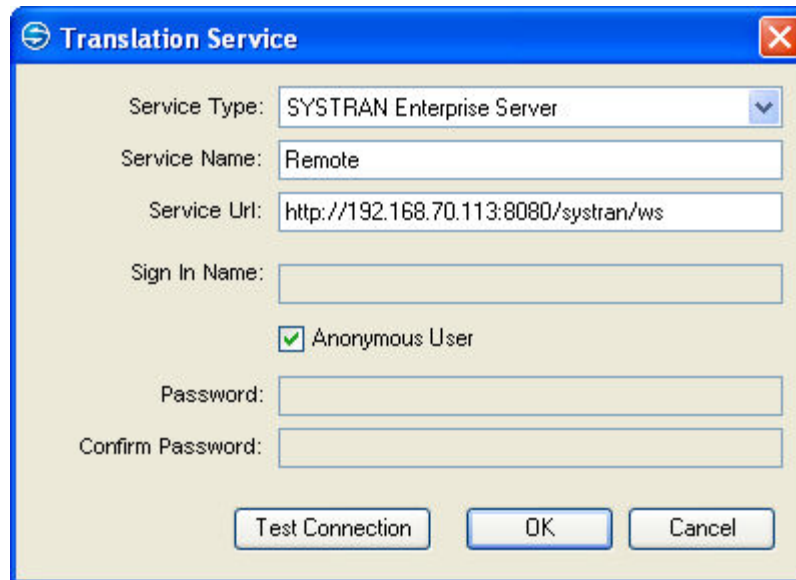 Translation Service
Service Type: SYSTRAN Enterprise Server
Service Name: Remote
Service Url: http://192.168.70.113:8080/systran/ws
Sign In Name:
Anonymous User
Password:
Confirm Password:
Test Connection OK Cancel